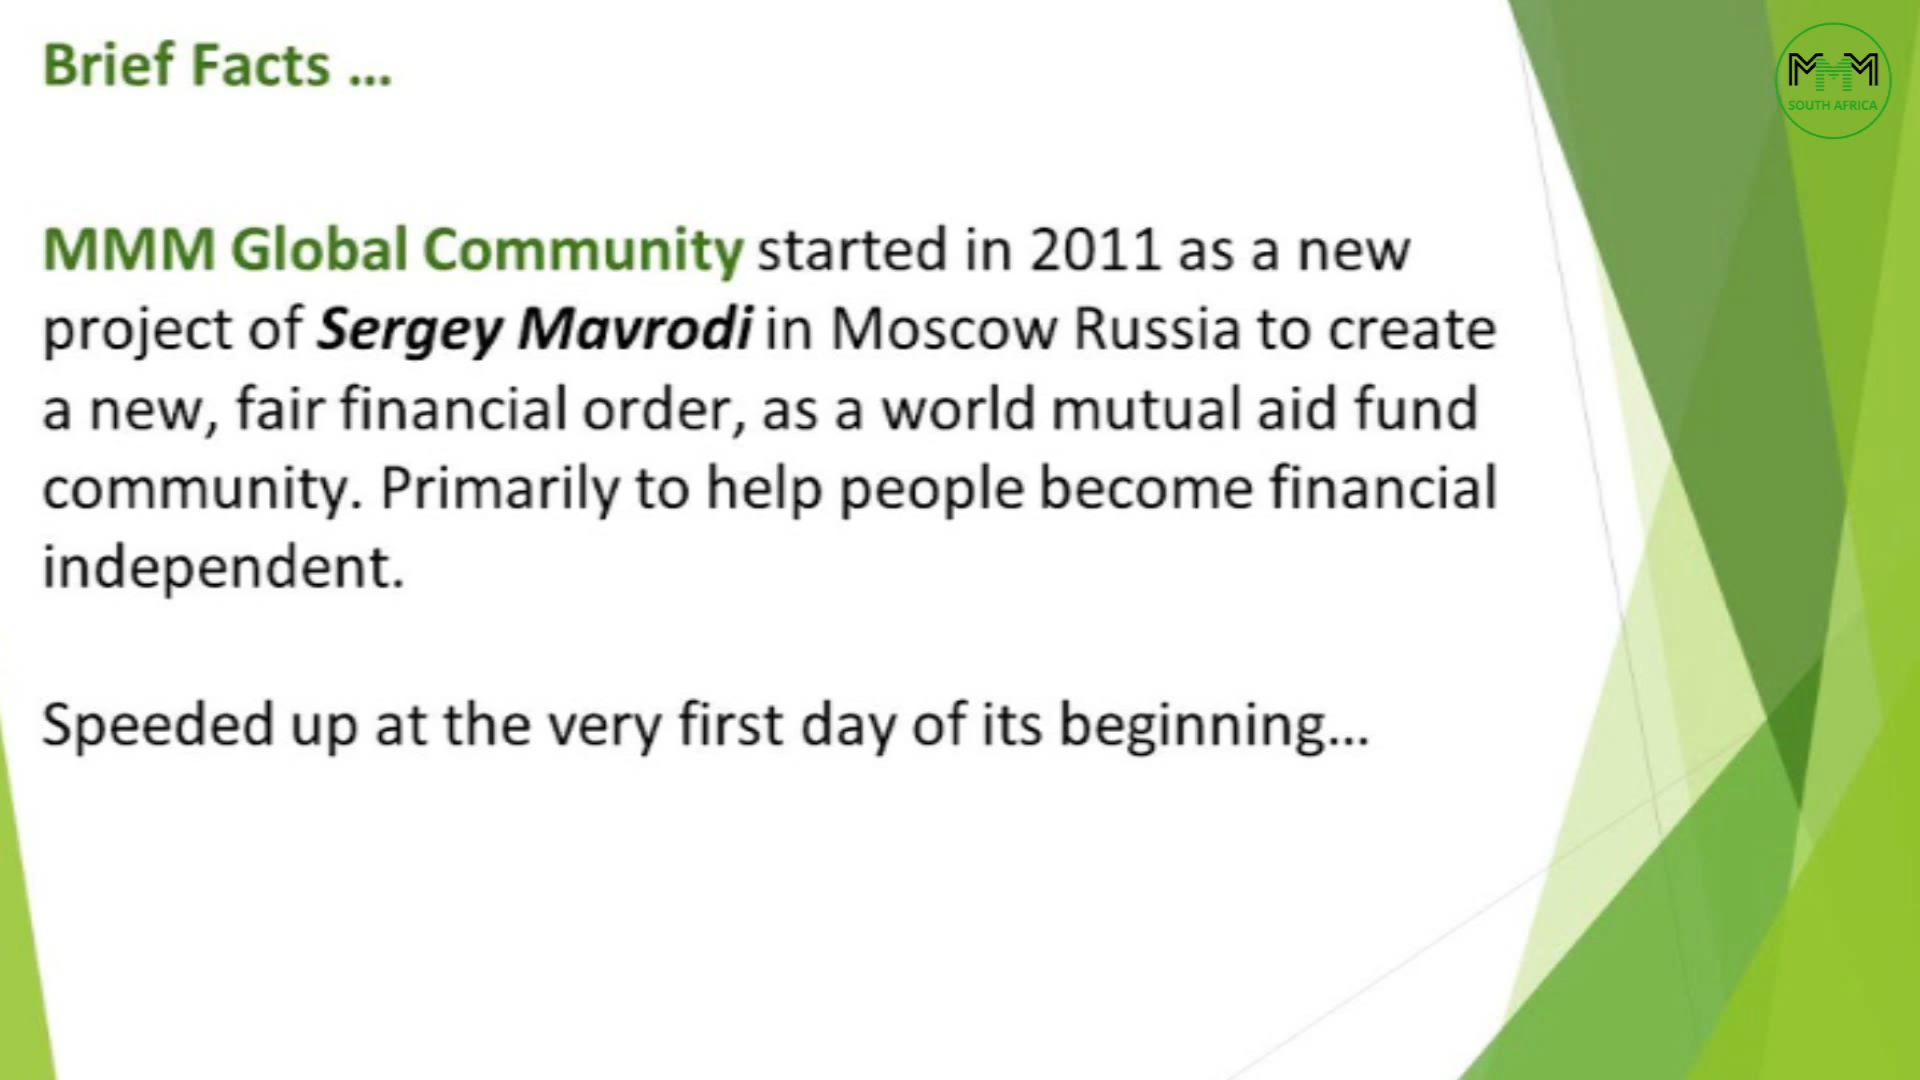 Brief Facts ...
MMM
SOUTH AFRICA
MMM Global Community started in 2011 as a new
project of Sergey Mavrodi in Moscow Russia to create
a new, fair financial order, as a world mutual aid fund
community. Primarily to help people become financial
independent.
Speeded up at the very first day of its beginning...